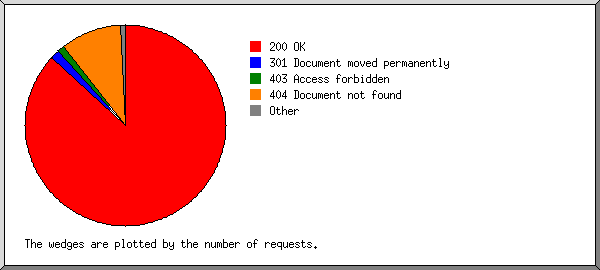 200 OK
301 Document moved permanently
403 Access forbidden
404 Document not found
Other
The wedges are plotted by the number of requests.